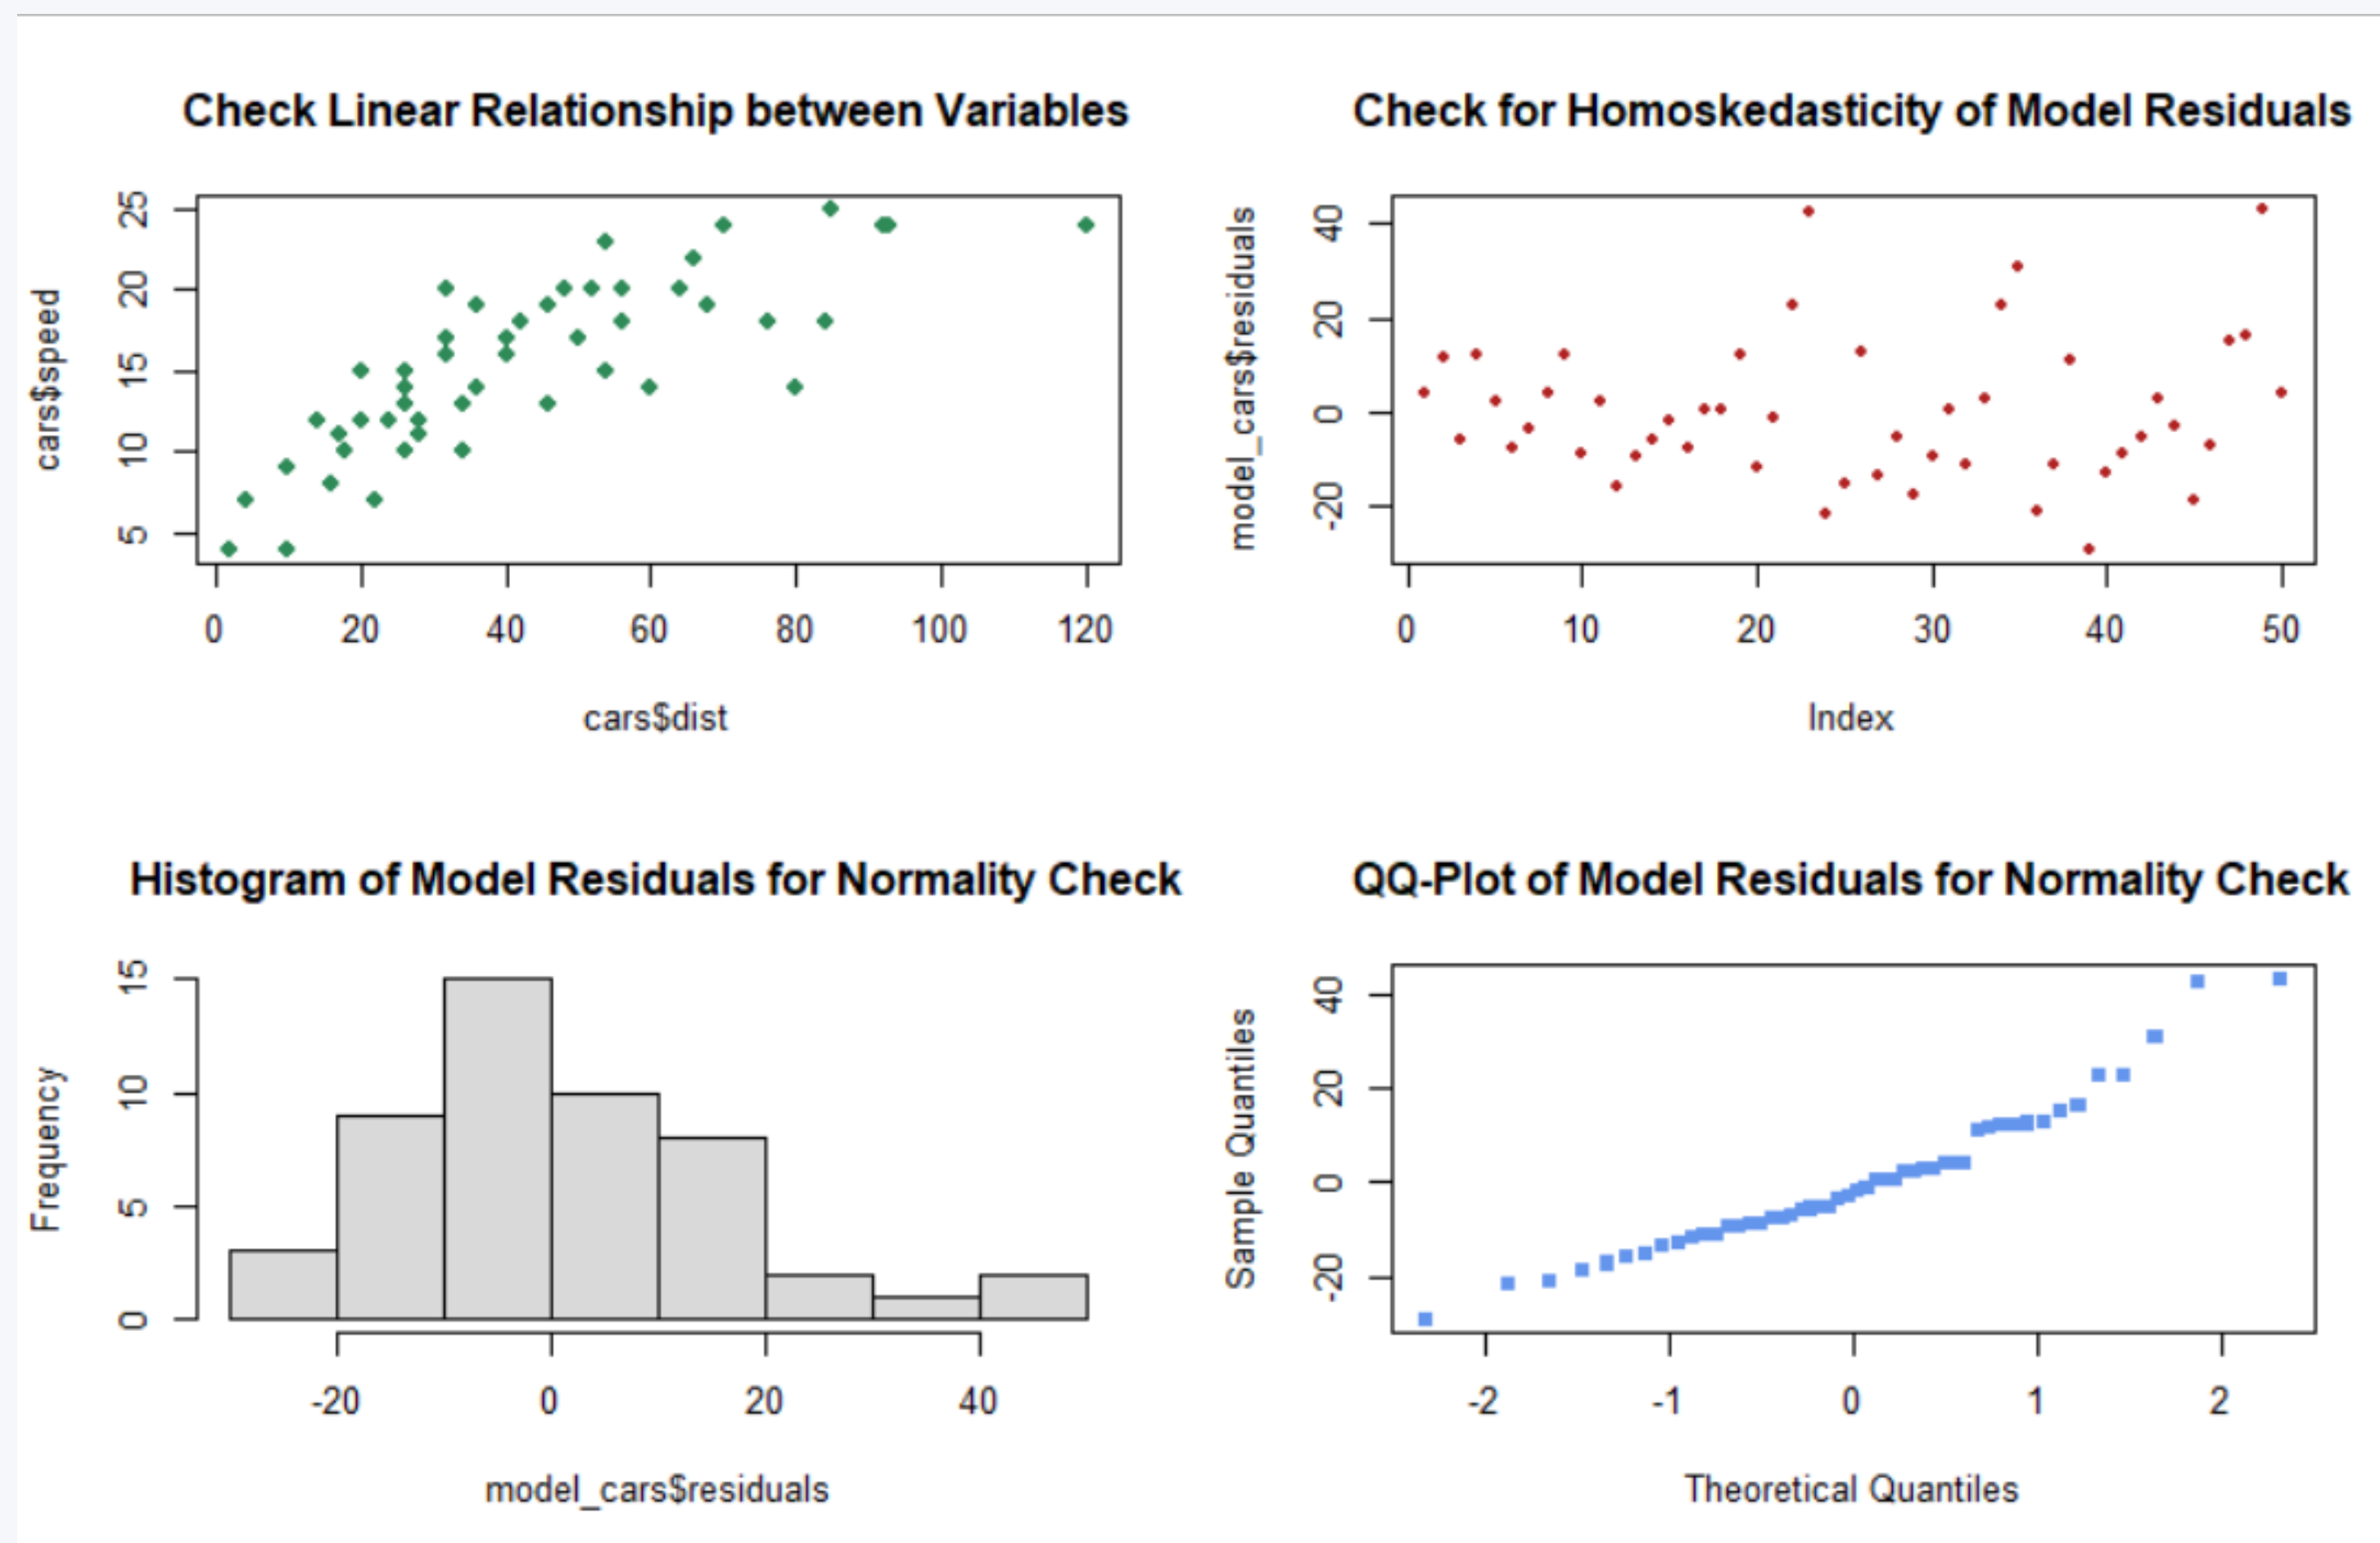 Check Linear Relationship between Variables
cars$speed
25
20
15
10
5
0 20 40 60 80 100 120
cars$dist
Check for Homoskedasticity of Model Residuals
model_cars$residuals
40
20
0
-20
0 10 20 30 40 50
Index
Histogram of Model Residuals for Normality Check
Frequency
15
10
5
0
-20 0 20 40
model_cars$residuals
QQ-Plot of Model Residuals for Normality Check
Sample Quantiles
40
20
0
-20
-2 -1 0 1 2
Theoretical Quantiles